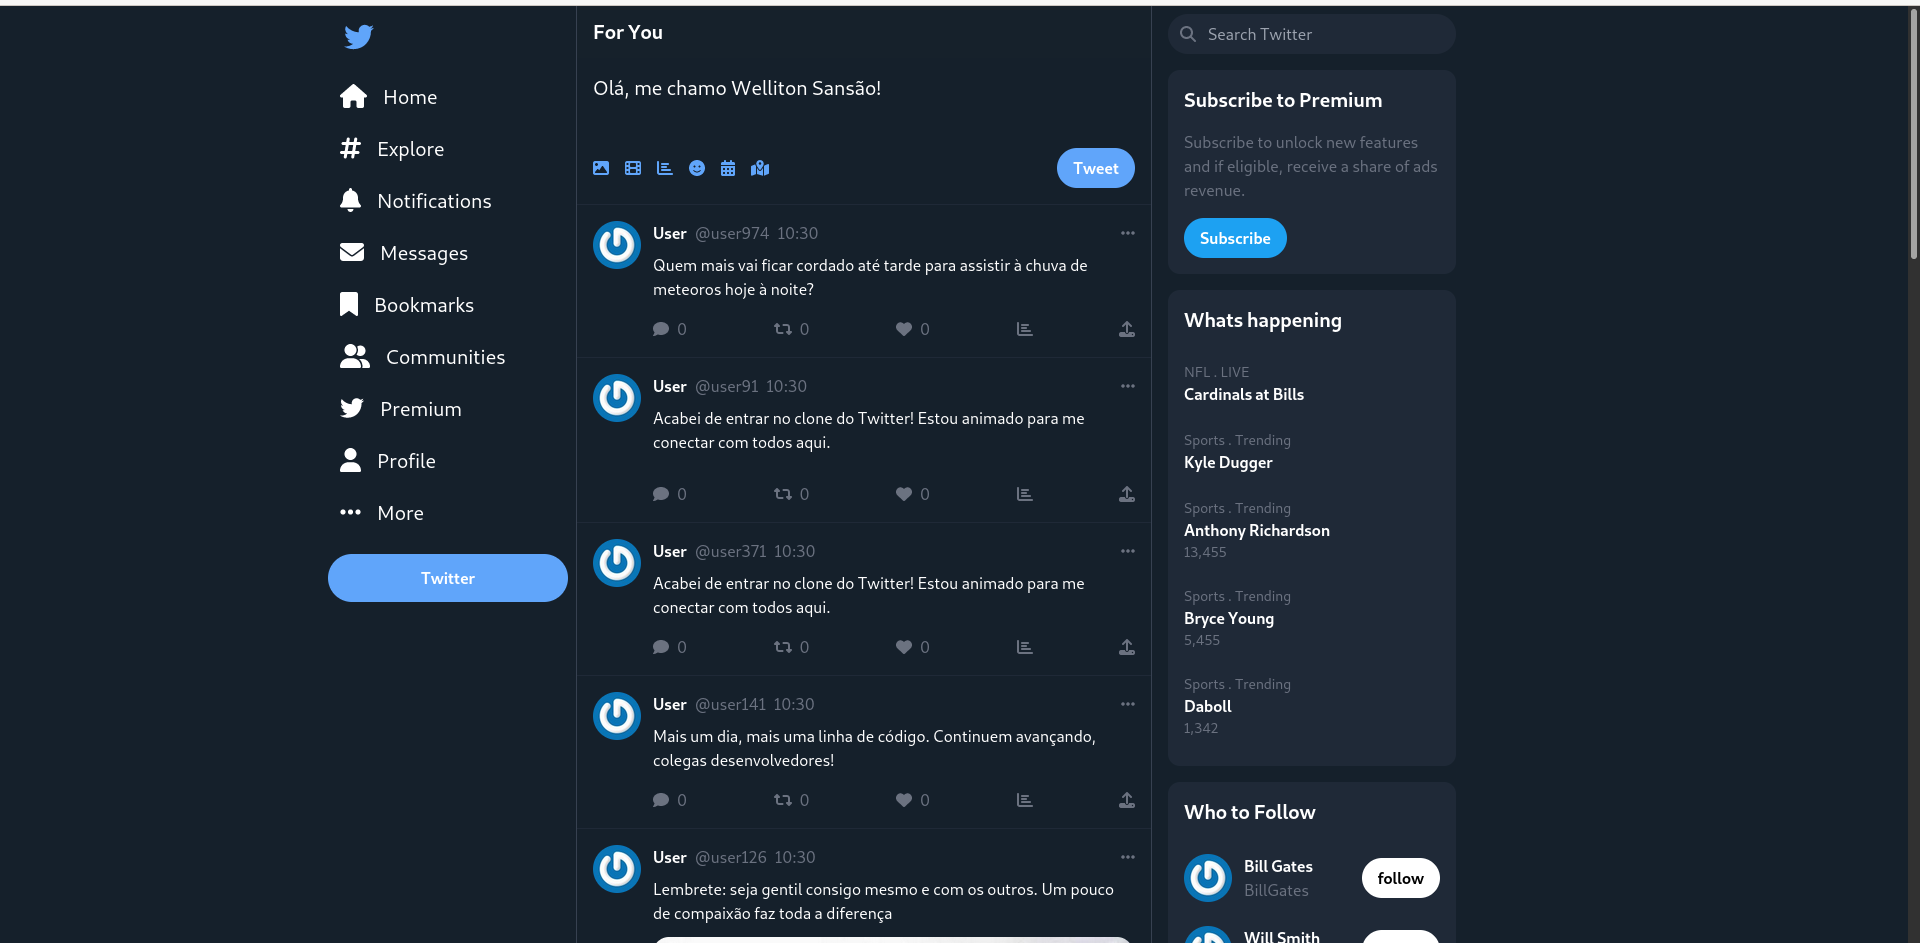 Home
Explore
Notifications
Messages
Bookmarks
Communities
Premium
Profile
More
Twitter
For You
Olá, me chamo Welliton Sansão!
Tweet
User @user974 10:30
Quem mais vai ficar cordado até tarde para assistir à chuva de
meteoros hoje à noite?
0 0 0
User @user91 10:30
Acabei de entrar no clone do Twitter! Estou animado para me
conectar com todos aqui.
0 0 0
User @user371 10:30
Acabei de entrar no clone do Twitter! Estou animado para me
conectar com todos aqui.
0 0 0
User @user141 10:30
Mais um dia, mais uma linha de código. Continuem avançando,
colegas desenvolvedores!
0 0 0
User @user126 10:30
Lembrete: seja gentil consigo mesmo e com os outros. Um pouco
de compaixão faz toda a diferença
Search Twitter
Subscribe to Premium
Subscribe to unlock new features
and if eligible, receive a share of ads
revenue.
Subscribe
Whats happening
NFL . LIVE
Cardinals at Bills
Sports . Trending
Kyle Dugger
Sports . Trending
Anthony Richardson
13,455
Sports . Trending
Bryce Young
5,455
Sports . Trending
Daboll
1,342
Who to Follow
Bill Gates
BillGates
follow
Will Smith